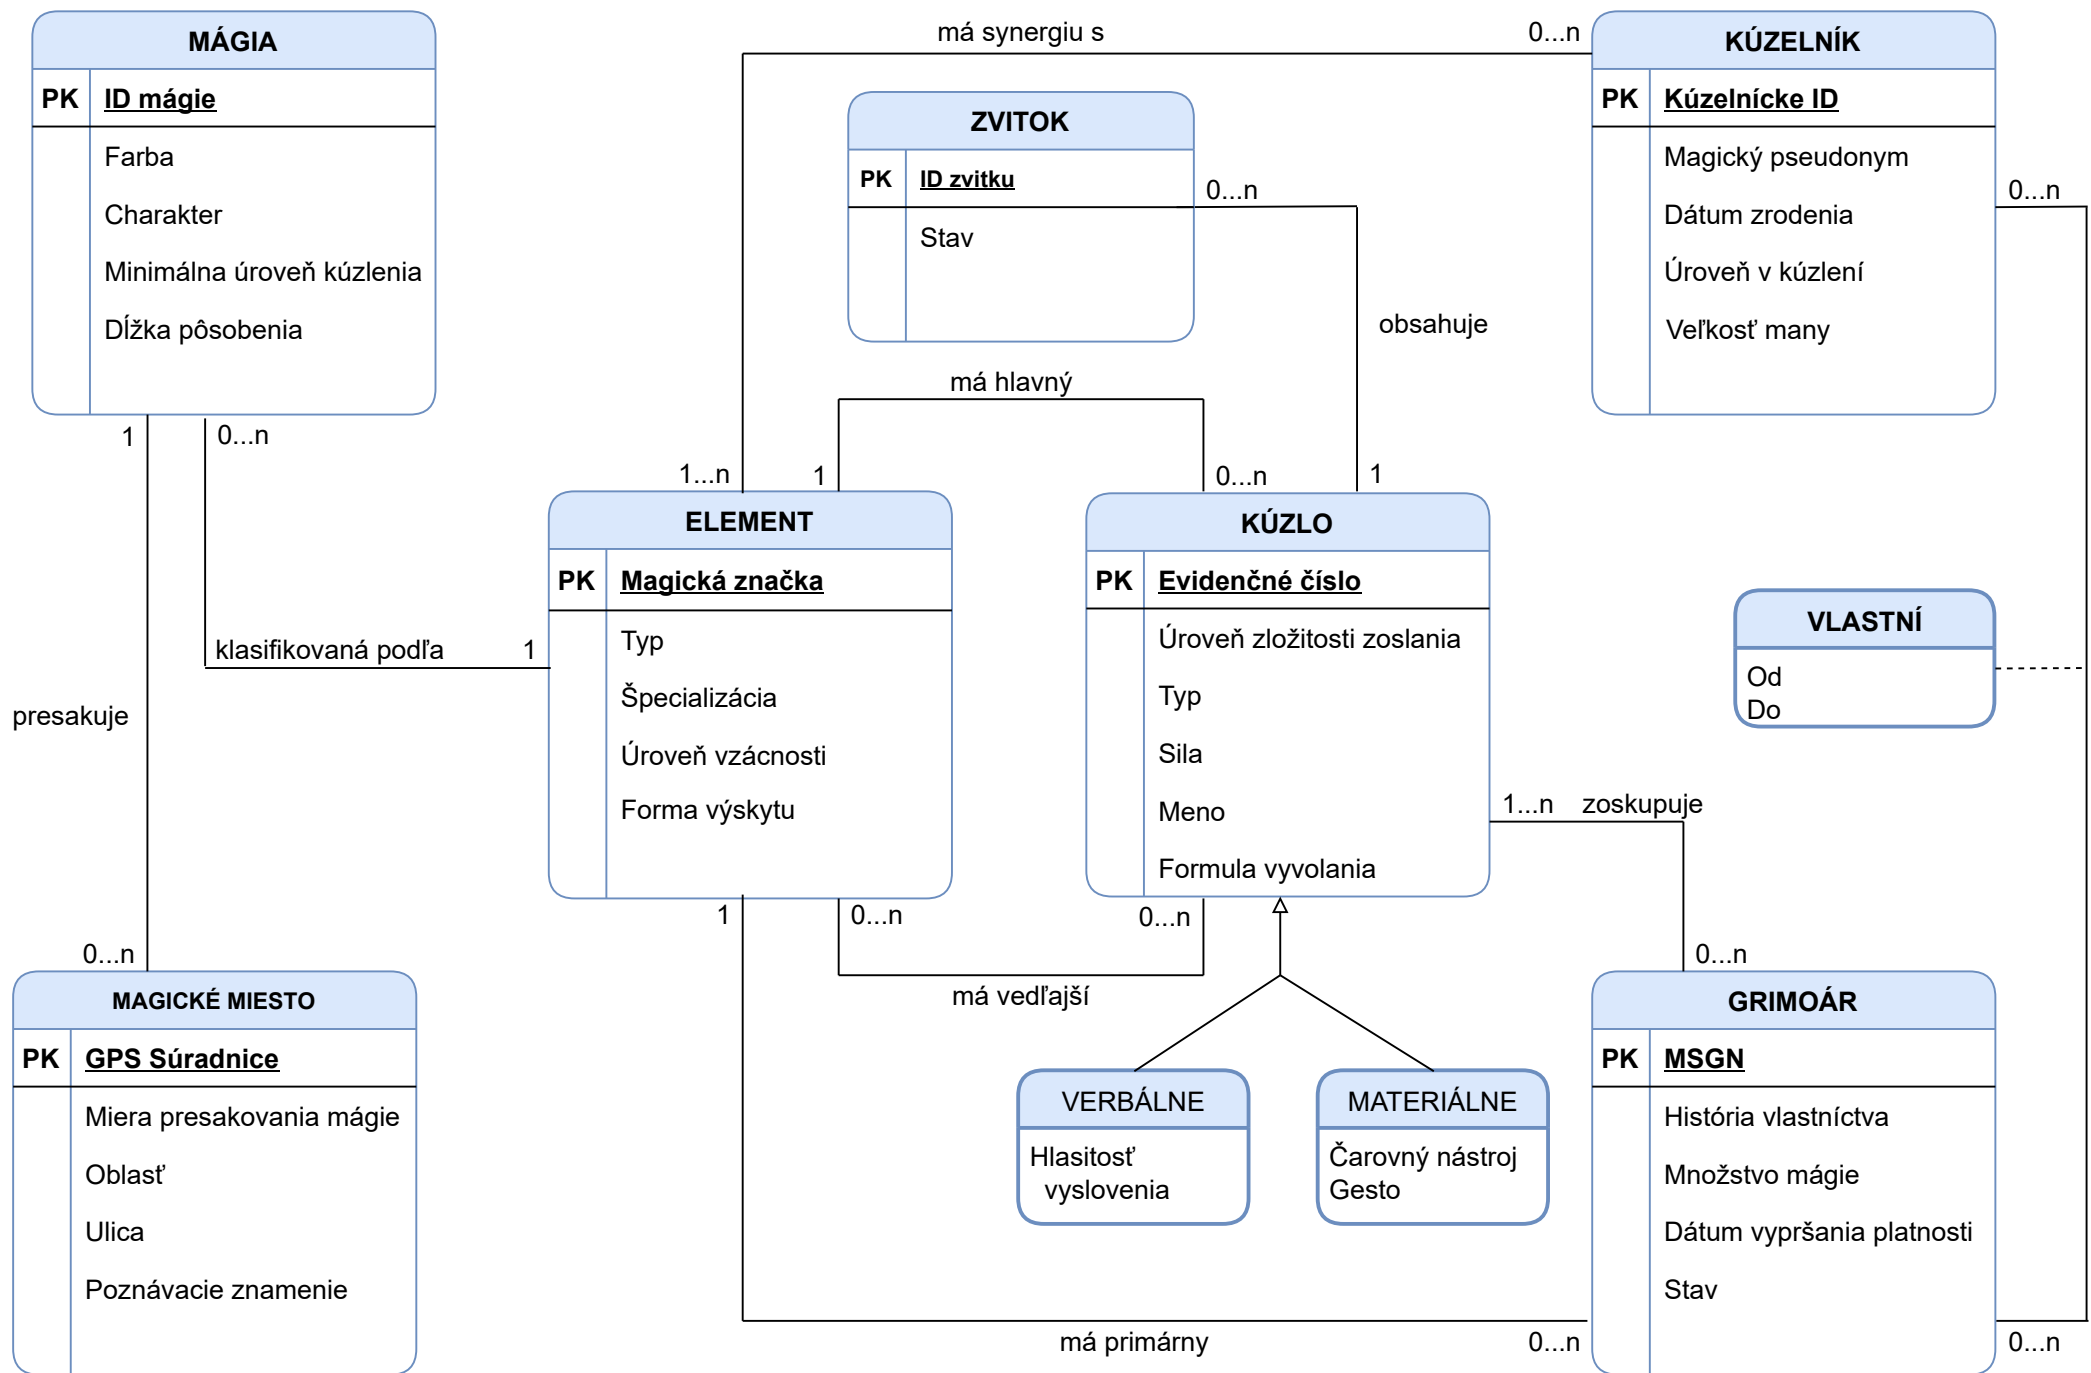 MÁGIA
PK ID mágie
Farba
Charakter
Minimálna úroveň kúzlenia
Dĺžka pôsobenia
má synergiu s
0...n
1...n
KÚZELNÍK
PK Kúzelnícke ID
Magický pseudonym
Dátum zrodenia
Úroveň v kúzlení
Veľkosť many
ZVITOK
PK ID zvitku
Stav
0...n
obsahuje
1
0...n
má hlavný
1
0...n
1
0...n
klasifikovaná podľa
1
presakuje
0...n
ELEMENT
PK Magická značka
Typ
Špecializácia
Úroveň vzácnosti
Forma výskytu
KÚZLO
PK Evidenčné číslo
Úroveň zložitosti zoslania
Typ
Sila
Meno
Formula vyvolania
VLASTNÍ
Od
Do
1...n
zoskupuje
0...n
1
0...n
0...n
má vedľajší
MAGICKÉ MIESTO
PK GPS Súradnice
Miera presakovania mágie
Oblasť
Ulica
Poznávacie znamenie
VERBÁLNE
Hlasitosť
vyslovenia
MATERIÁLNE
Čarovný nástroj
Gesto
GRIMOÁR
PK MSGN
História vlastníctva
Množstvo mágie
Dátum vypršania platnosti
Stav
má primárny
0...n
0...n